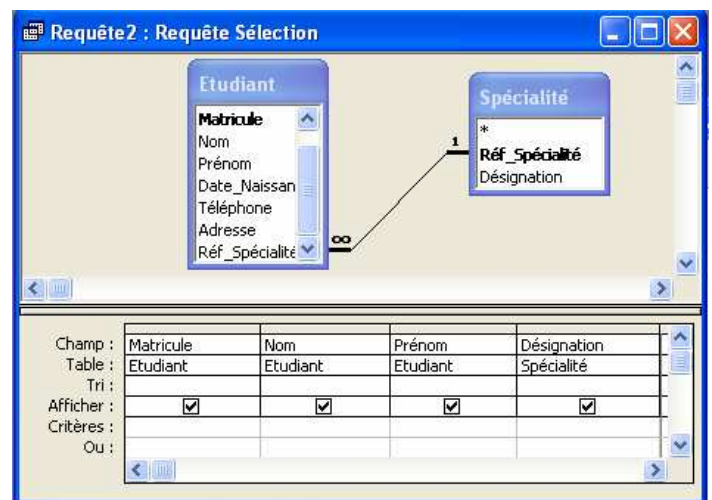 Requête2 : Requête Sélection
Etudiant
Matricule
Nom
Prénom
Date_Naissan
Téléphone
Adresse
Réf_Spécialité
∞
1
Spécialité
*
Réf_Spécialité
Désignation
Champ : Matricule Nom Prénom Désignation
Table : Etudiant Etudiant Etudiant Spécialité
Tri :
Afficher :
Critères :
Ou :